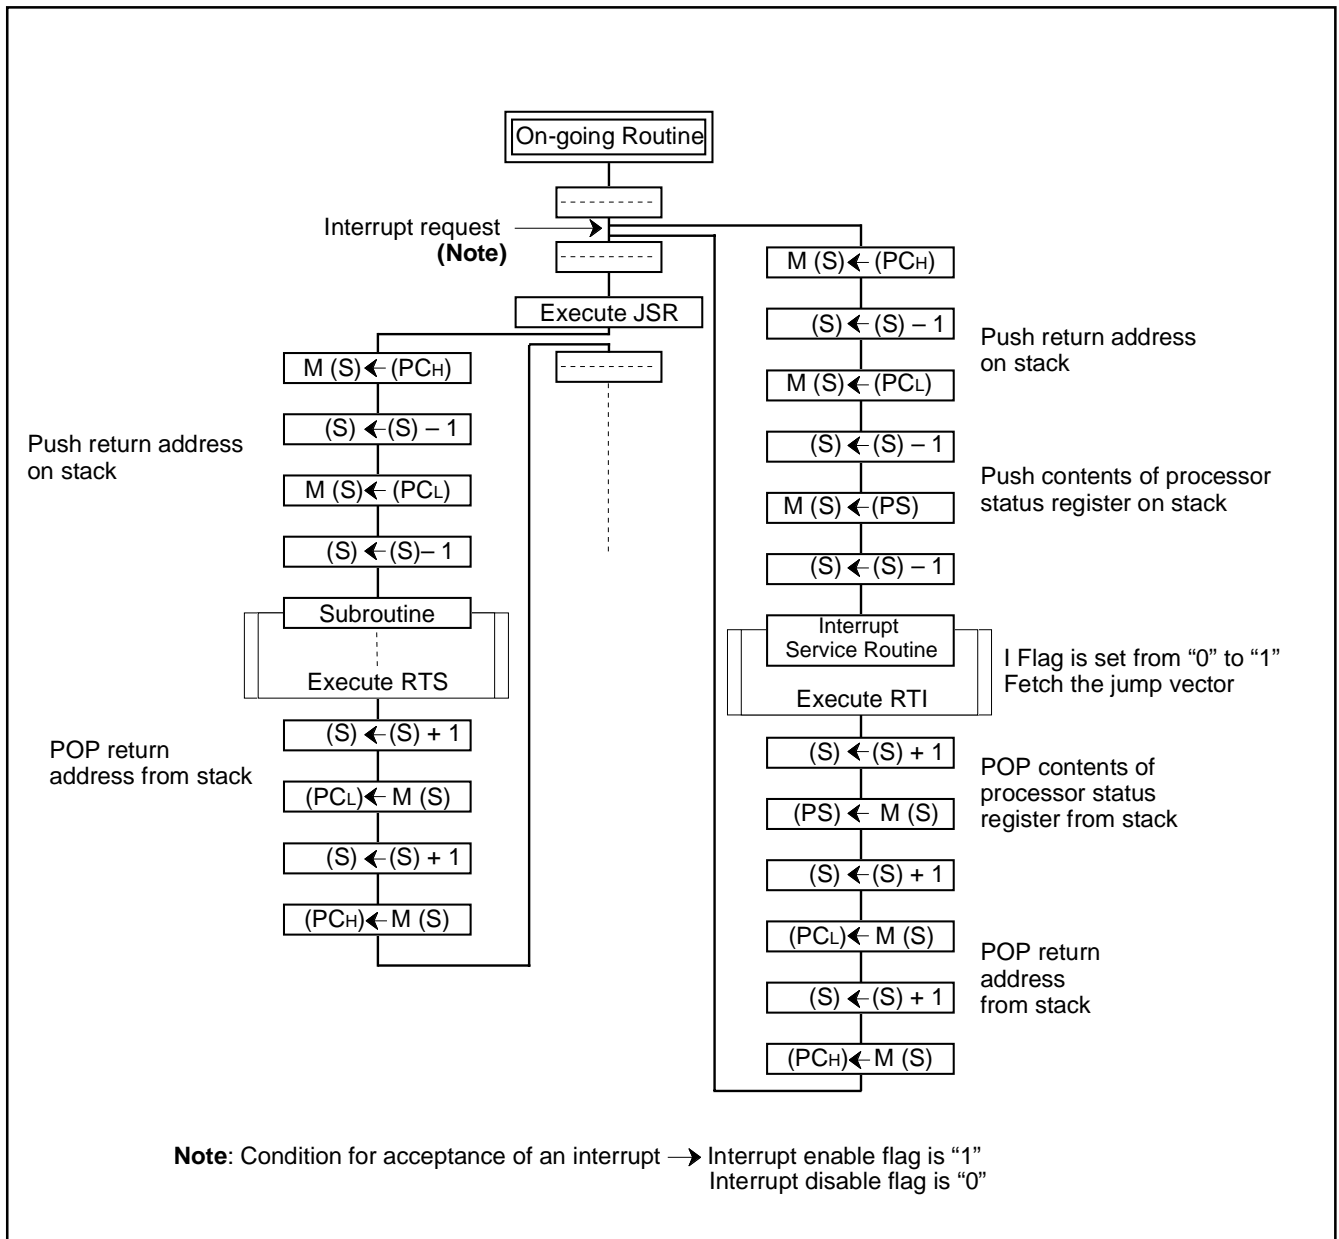 On-going Routine
Interrupt request
(Note)
Execute JSR
M (S) ← (PCH)
(S) ← (S) – 1
M (S) ← (PCL)
(S) ← (S)– 1
Push return address
on stack
Subroutine
Execute RTS
(S) ← (S) + 1
(PCL) ← M (S)
(S) ← (S) + 1
(PCH) ← M (S)
POP return
address from stack
M (S) ← (PCH)
(S) ← (S) – 1
M (S) ← (PCL)
(S) ← (S) – 1
M (S) ← (PS)
(S) ← (S) – 1
Push return address
on stack
Push contents of processor
status register on stack
Interrupt
Service Routine
Execute RTI
I Flag is set from “0” to “1”
Fetch the jump vector
(S) ← (S) + 1
(PS) ← M (S)
(S) ← (S) + 1
(PCL) ← M (S)
(S) ← (S) + 1
(PCH) ← M (S)
POP contents of
processor status
register from stack
POP return
address
from stack
Note: Condition for acceptance of an interrupt → Interrupt enable flag is “1”
Interrupt disable flag is “0”